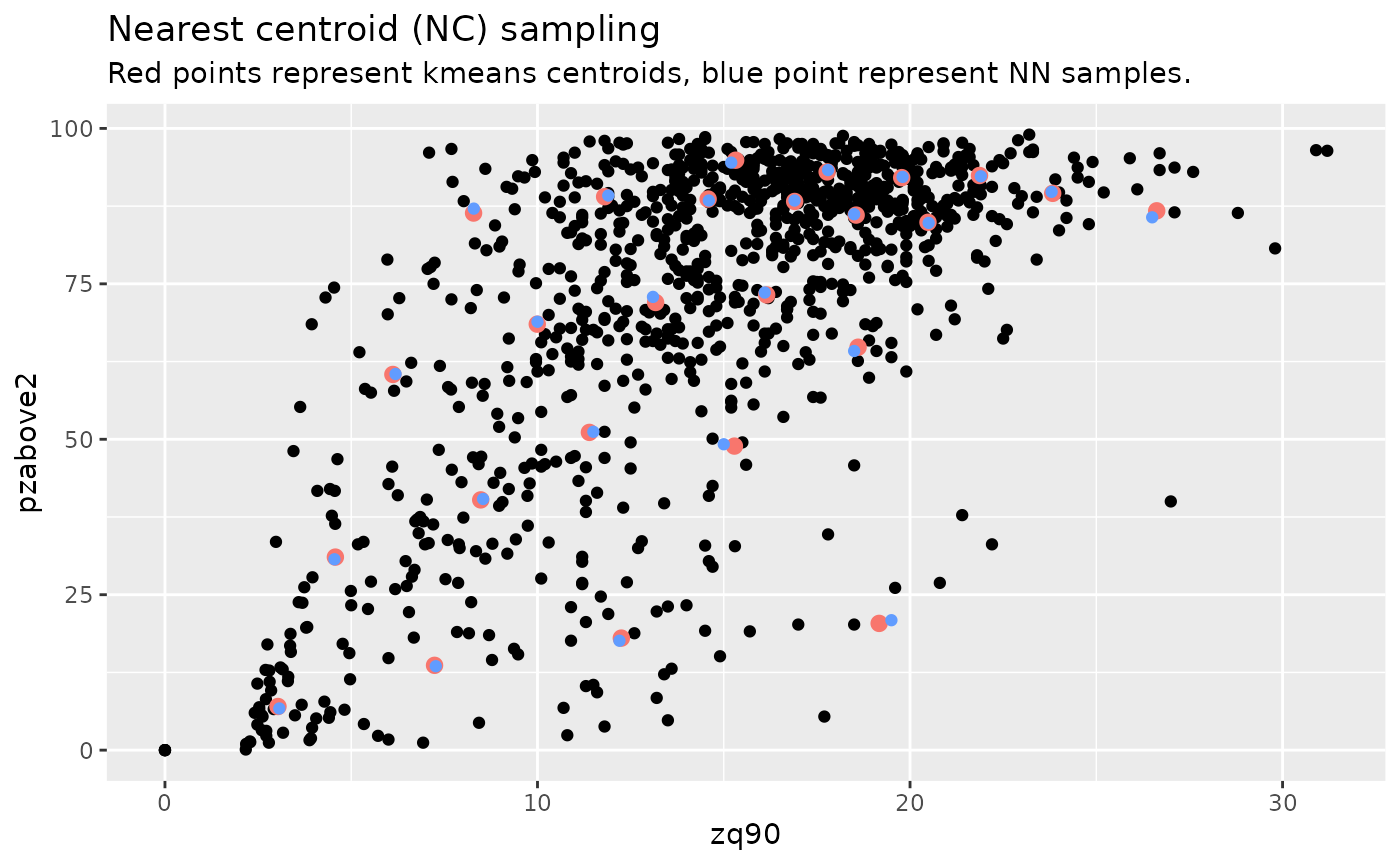 Nearest centroid (NC) sampling
Red points represent kmeans centroids, blue point represent NN samples.
100
75
50
25
0
pzabove2
0 10 20 30
zq90